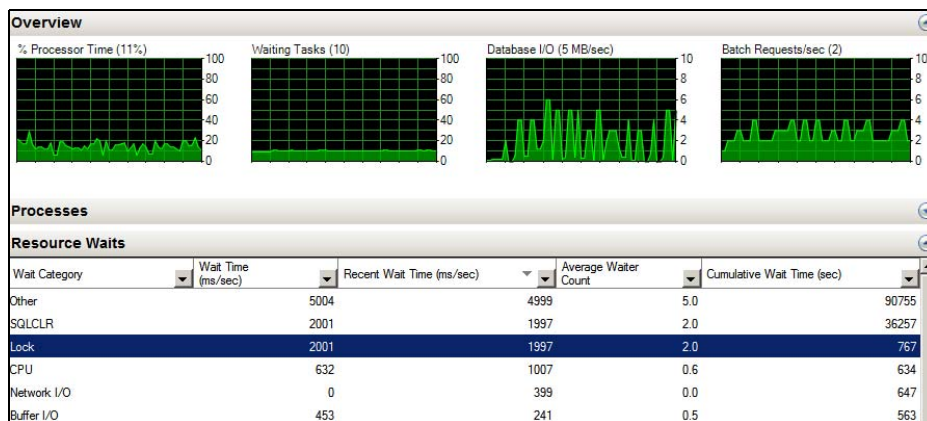 Overview
% Processor Time (11%) Waiting Tasks (10) Database I/O (5 MB/sec) Batch Requests/sec (2)
100 100 10 10
80 80 8 8
60 60 6 6
40 40 4 4
20 20 2 2
0 0 0 0
Processes
Resource Waits
Wait Category Wait Time (ms/sec) Recent Wait Time (ms/sec) Average Waiter Count Cumulative Wait Time (sec)
Other 5004 4999 5.0 90755
SQLCLR 2001 1997 2.0 36257
Lock 2001 1997 2.0 767
CPU 632 1007 0.6 634
Network I/O 0 399 0.0 647
Buffer I/O 453 241 0.5 563